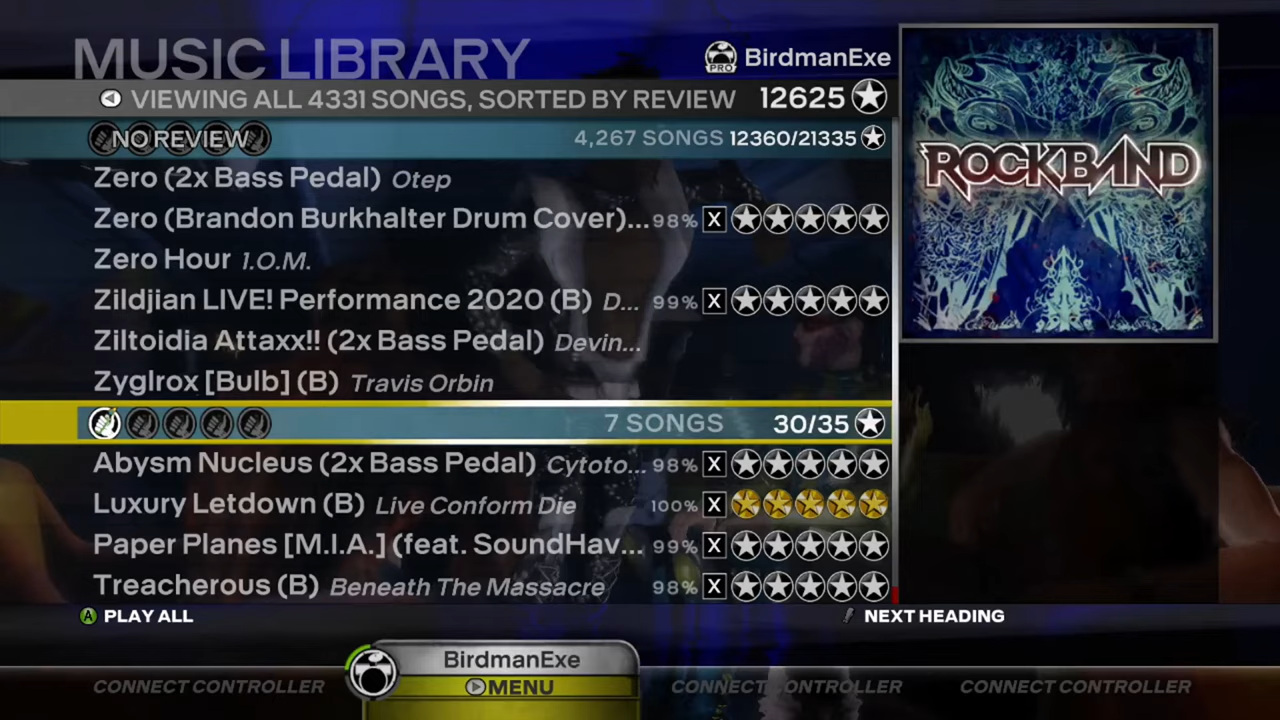 MUSIC LIBRARY
PRO BirdmanExe
VIEWING ALL 4331 SONGS, SORTED BY REVIEW 12625
NO REVIEW 4,267 SONGS 12360/21335
Zero (2x Bass Pedal) Otep
Zero (Brandon Burkhalter Drum Cover)... 98% X
Zero Hour I.O.M.
Zildjian LIVE! Performance 2020 (B) D... 99% X
Ziltoidia Attaxx!! (2x Bass Pedal) Devin...
Zyglrox [Bulb] (B) Travis Orbin
7 SONGS 30/35
Abysm Nucleus (2x Bass Pedal) Cytoto... 98% X
Luxury Letdown (B) Live Conform Die 100% X
Paper Planes [M.I.A.] (feat. SoundHav... 99% X
Treacherous (B) Beneath The Massacre 98% X
A PLAY ALL
NEXT HEADING
ROCKBAND
CONNECT CONTROLLER
BirdmanExe
MENU
CONNECT CONTROLLER
CONNECT CONTROLLER